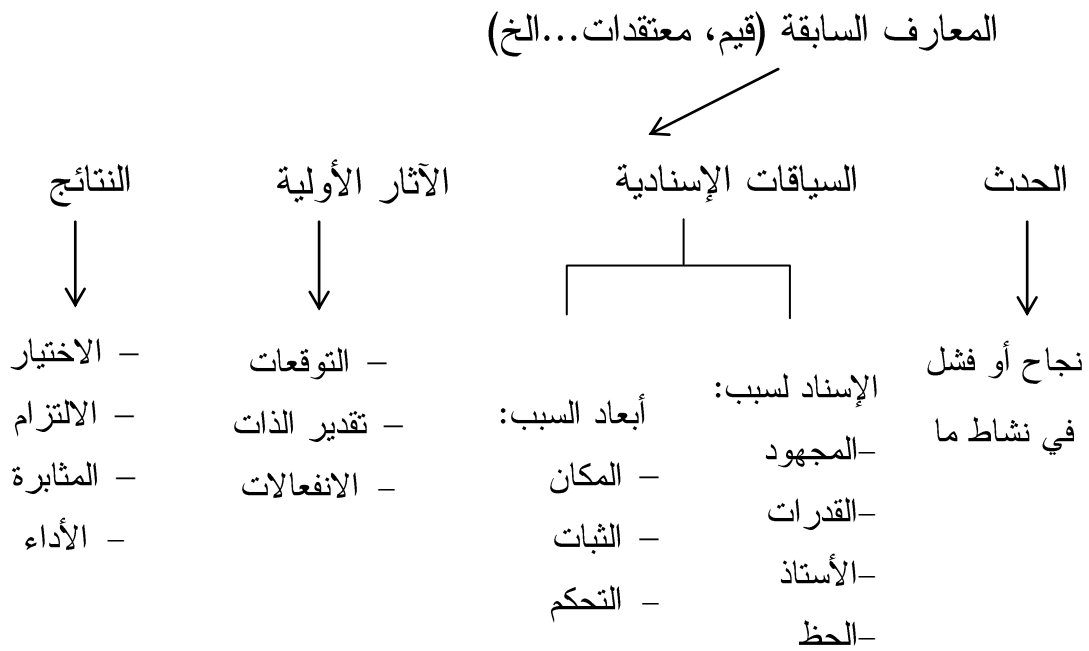 المعارف السابقة (قيم، معتقدات...الخ)
الحدث
السياقات الإسنادية
الآثار الأولية
النتائج
نجاح أو فشل
في نشاط ما
الإسناد لسبب:
-المجهود
-القدرات
-الأستاذ
-الحظ
أبعاد السبب:
- المكان
- الثبات
- التحكم
- التوقعات
- تقدير الذات
- الانفعالات
- الاختيار
- الالتزام
- المثابرة
- الأداء